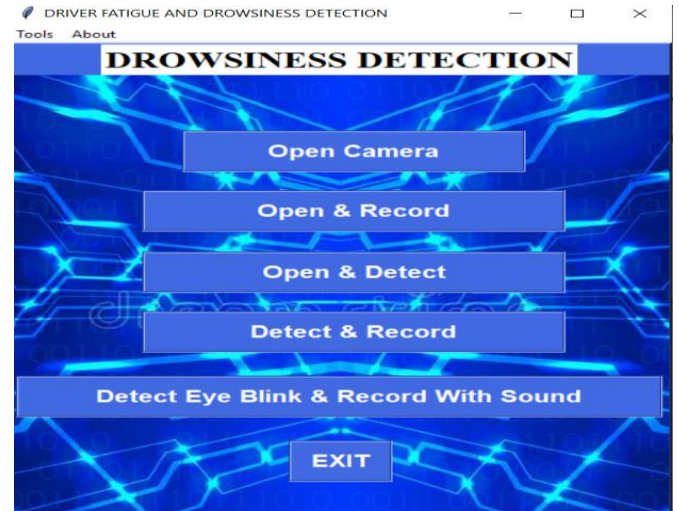 DRIVER FATIGUE AND DROWSINESS DETECTION
Tools About
DROWSINESS DETECTION
Open Camera
Open & Record
Open & Detect
Detect & Record
Detect Eye Blink & Record With Sound
EXIT